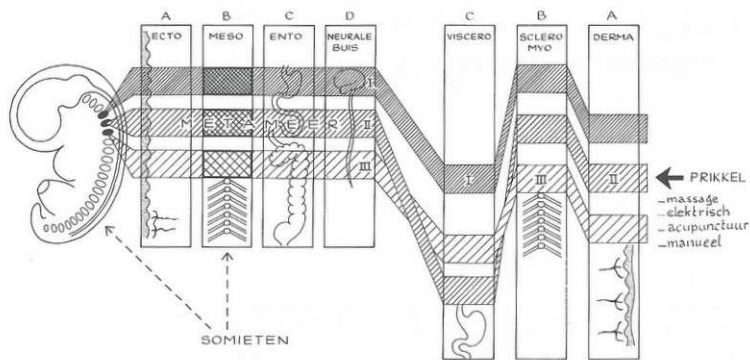 A B C D C B A
ECTO MESO ENTO NEURALE BUIS VISCERO SCLERO MYO DERMA
I
METAMEER II
III
I III II
PRIKKEL
massage
elektrisch
acupunctuur
manueel
SOMIETEN